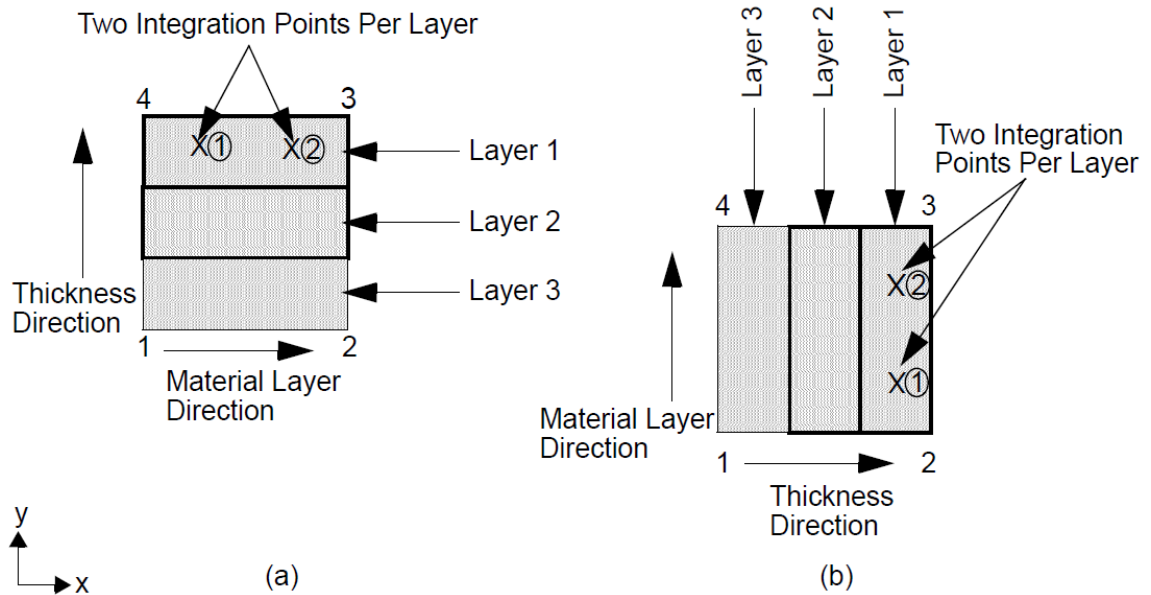 Two Integration Points Per Layer
4
3
X①
X②
Layer 1
Layer 2
Layer 3
Thickness
Direction
1
2
Material Layer
Direction
y
x
(a)
Layer 3
Layer 2
Layer 1
Two Integration
Points Per Layer
4
3
X②
X①
Material Layer
Direction
1
2
Thickness
Direction
(b)